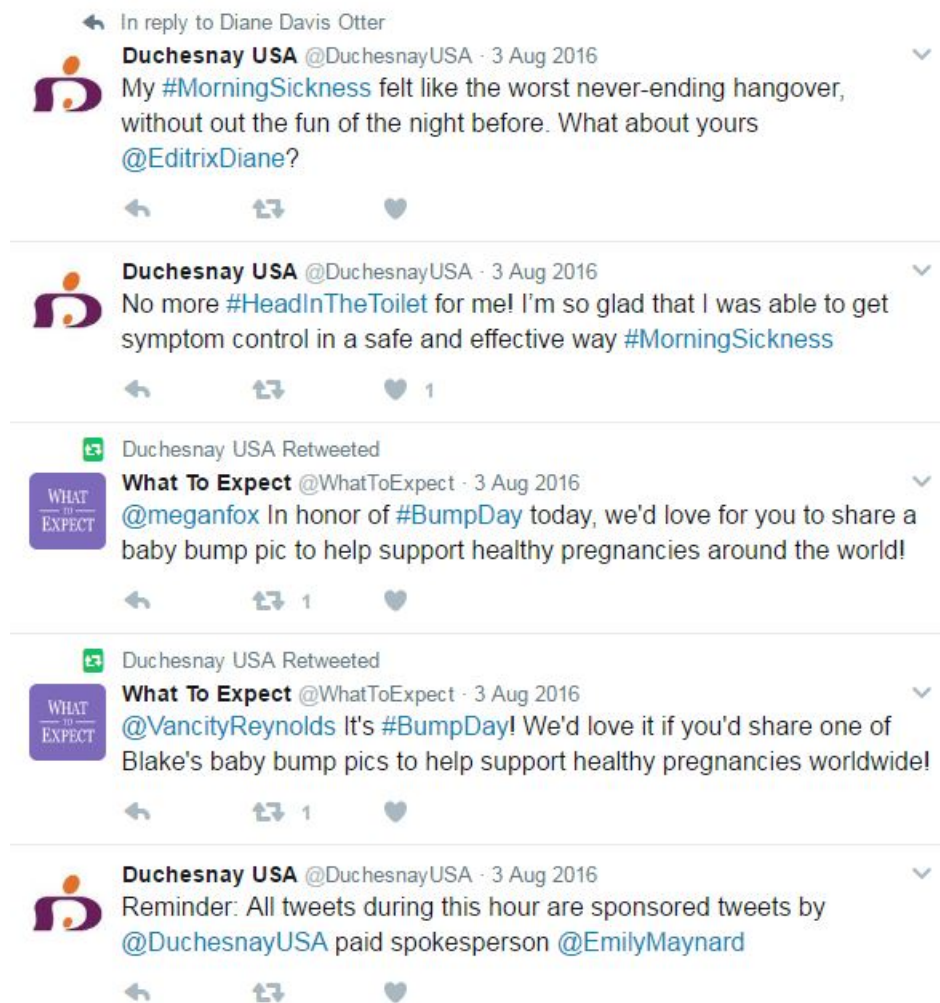 In reply to Diane Davis Otter
Duchesnay USA @DuchesnayUSA · 3 Aug 2016
My #MorningSickness felt like the worst never-ending hangover,
without out the fun of the night before. What about yours
@EditrixDiane?
Duchesnay USA @DuchesnayUSA · 3 Aug 2016
No more #HeadInTheToilet for me! I'm so glad that I was able to get
symptom control in a safe and effective way #MorningSickness
1
Duchesnay USA Retweeted
WHAT
TO
EXPECT
What To Expect @WhatToExpect · 3 Aug 2016
@meganfox In honor of #BumpDay today, we'd love for you to share a
baby bump pic to help support healthy pregnancies around the world!
1
Duchesnay USA Retweeted
WHAT
TO
EXPECT
What To Expect @WhatToExpect · 3 Aug 2016
@VancityReynolds It's #BumpDay! We'd love it if you'd share one of
Blake's baby bump pics to help support healthy pregnancies worldwide!
1
Duchesnay USA @DuchesnayUSA · 3 Aug 2016
Reminder: All tweets during this hour are sponsored tweets by
@DuchesnayUSA paid spokesperson @EmilyMaynard